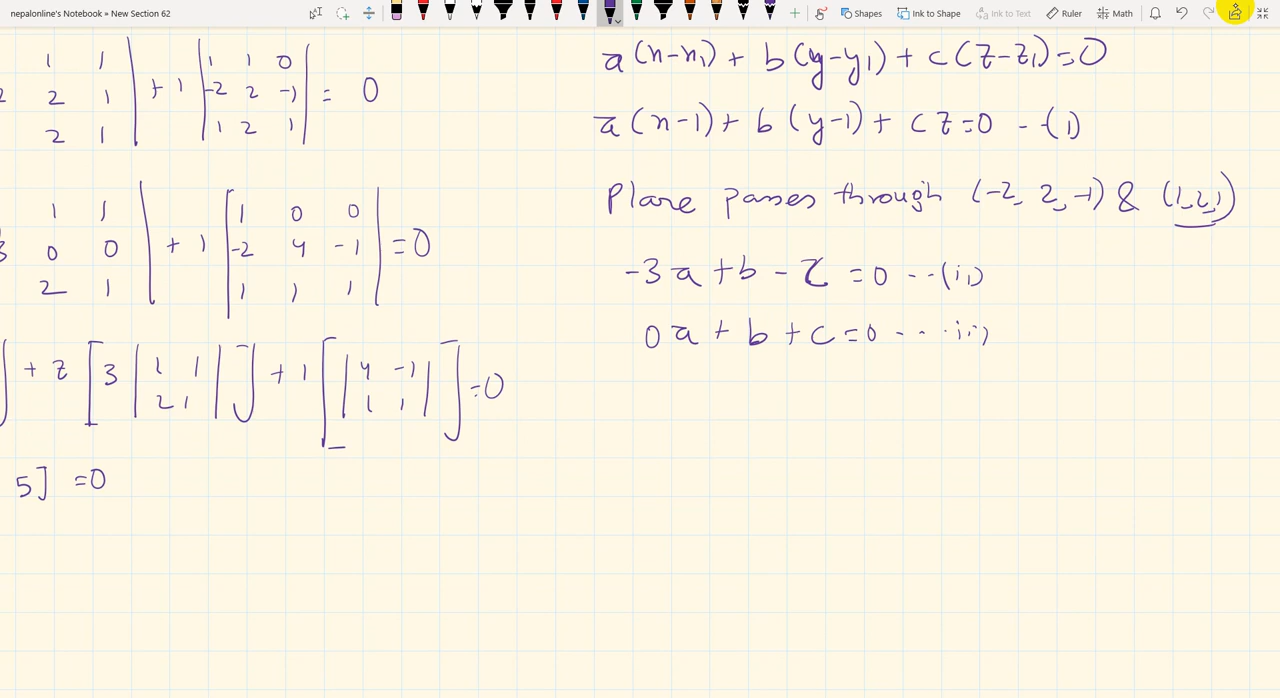 nepalonline's Notebook » New Section 62
Shapes Ink to Shape Ink to Text Ruler Math
1 1 | + 1 | 1 1 0 | = 0
2 2 1 | -2 2 -1 |
2 1 | 1 2 1 |
1 1 | + 1 | 1 0 0 | = 0
3 0 0 | -2 4 -1 |
2 1 | 1 1 1 |
] + z [ 3 | 1 1 | ] + 1 [ | 4 -1 | ] = 0
| 2 1 | | 1 1 |
5] = 0
a(x-x1) + b(y-y1) + c(z-z1) = 0
a(x-1) + b(y-1) + cz = 0 - (i)
Plane passes through (-2, 2, -1) & (1,2,1)
-3a + b - c = 0 -- (ii)
0a + b + c = 0 --- iii)